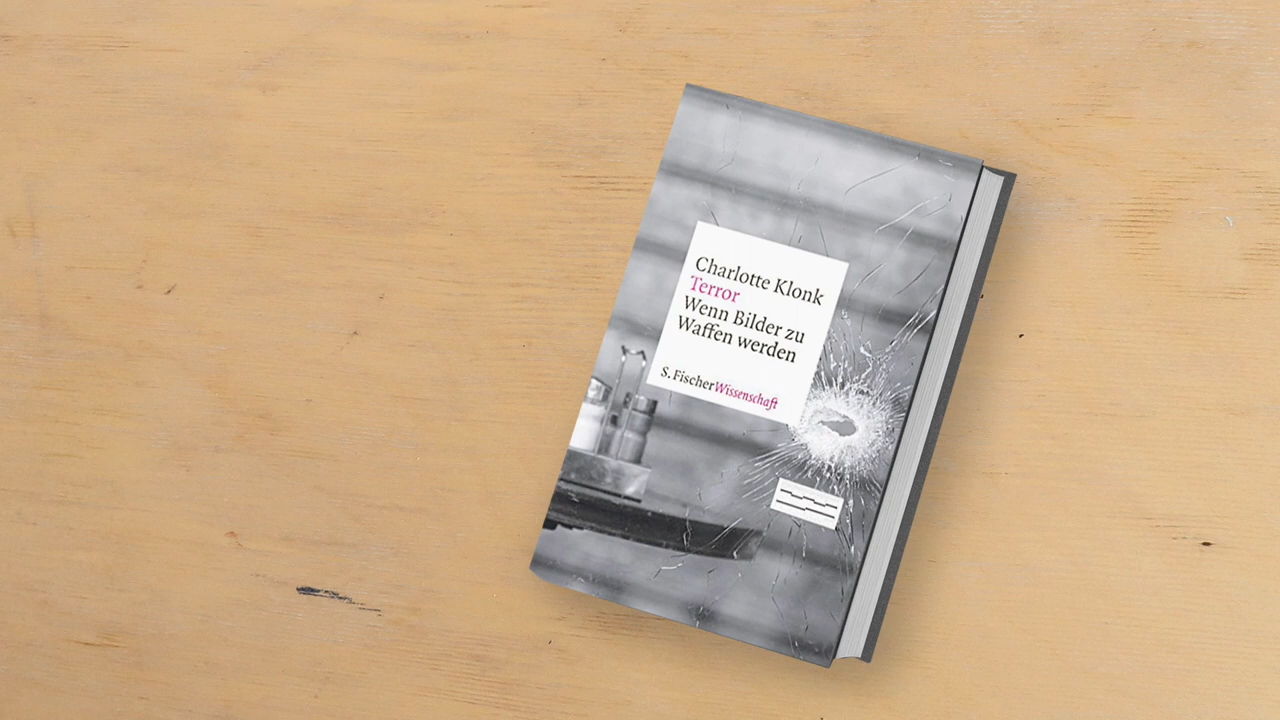 Charlotte Klonk
Terror
Wenn Bilder zu
Waffen werden
S. FischerWissenschaft